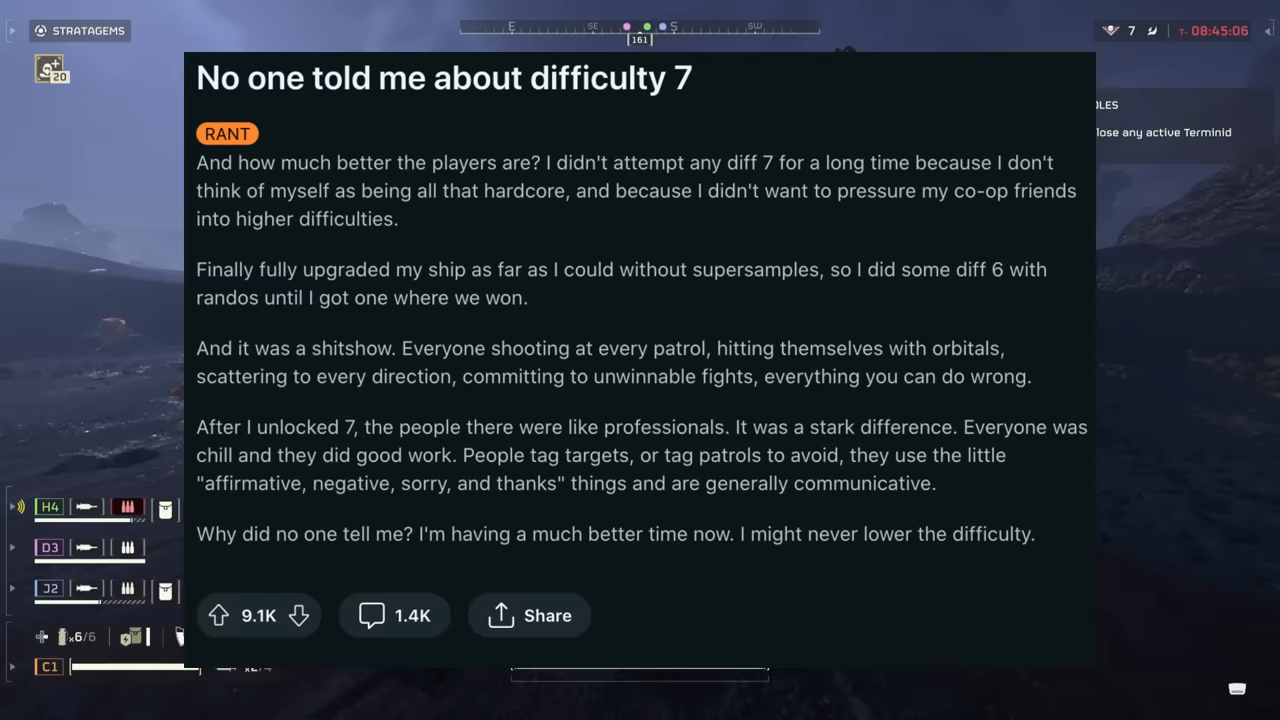 STRATAGEMS
E
SE
S
SW
[161]
7
T- 08:45:06
20
lose any active Terminid
No one told me about difficulty 7
RANT
And how much better the players are? I didn't attempt any diff 7 for a long time because I don't
think of myself as being all that hardcore, and because I didn't want to pressure my co-op friends
into higher difficulties.
Finally fully upgraded my ship as far as I could without supersamples, so I did some diff 6 with
randos until I got one where we won.
And it was a shitshow. Everyone shooting at every patrol, hitting themselves with orbitals,
scattering to every direction, committing to unwinnable fights, everything you can do wrong.
After I unlocked 7, the people there were like professionals. It was a stark difference. Everyone was
chill and they did good work. People tag targets, or tag patrols to avoid, they use the little
"affirmative, negative, sorry, and thanks" things and are generally communicative.
Why did no one tell me? I'm having a much better time now. I might never lower the difficulty.
9.1K
1.4K
Share
H4
D3
J2
x6/6
C1